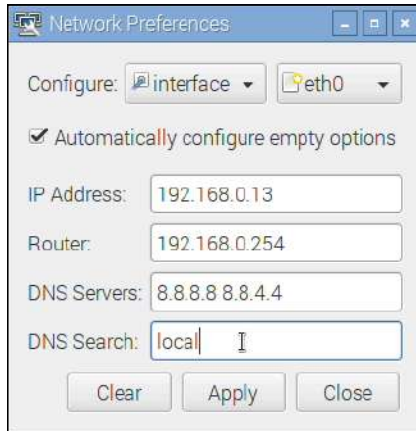 Network Preferences
Configure: interface eth0
Automatically configure empty options
IP Address: 192.168.0.13
Router: 192.168.0.254
DNS Servers: 8.8.8.8 8.8.4.4
DNS Search: local
Clear Apply Close